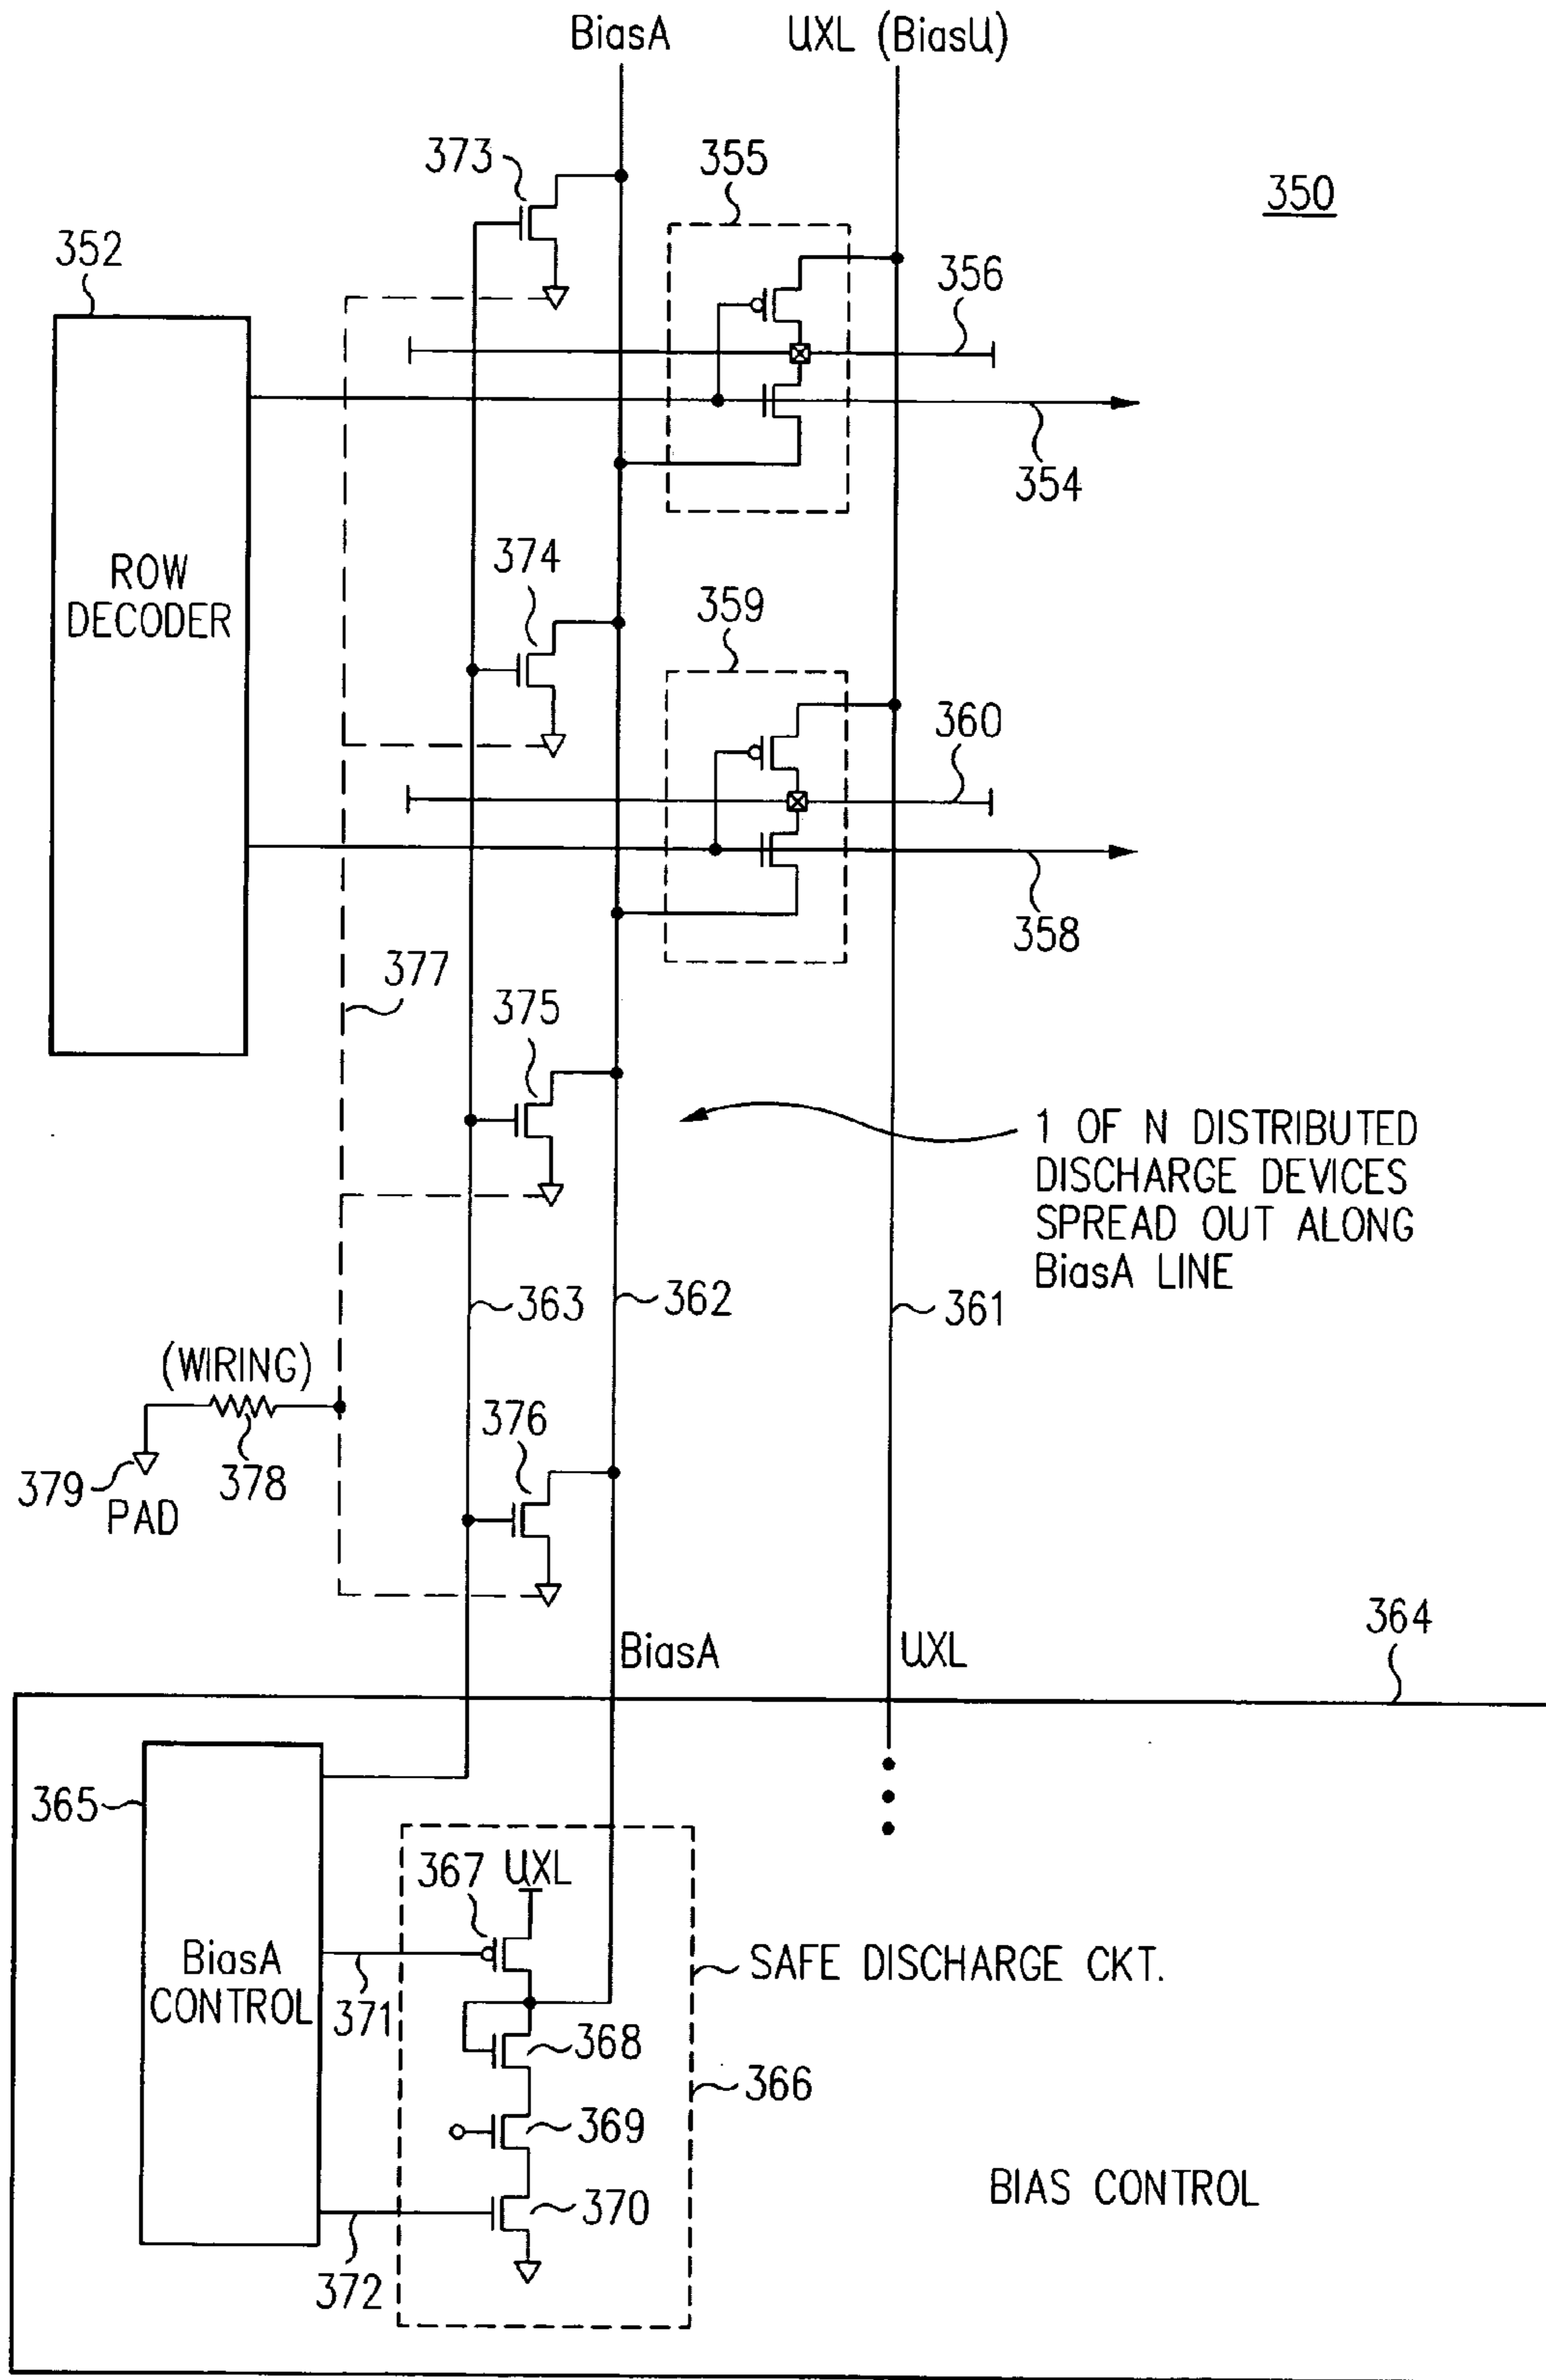 BiasA
UXL (BiasU)
373
355
350
352
356
354
ROW
DECODER
374
359
360
358
377
375
1 OF N DISTRIBUTED
DISCHARGE DEVICES
SPREAD OUT ALONG
BiasA LINE
363
362
361
(WIRING)
376
379
PAD
378
BiasA
UXL
364
365
367
UXL
BiasA
CONTROL
371
SAFE DISCHARGE CKT.
368
366
369
370
372
BIAS CONTROL